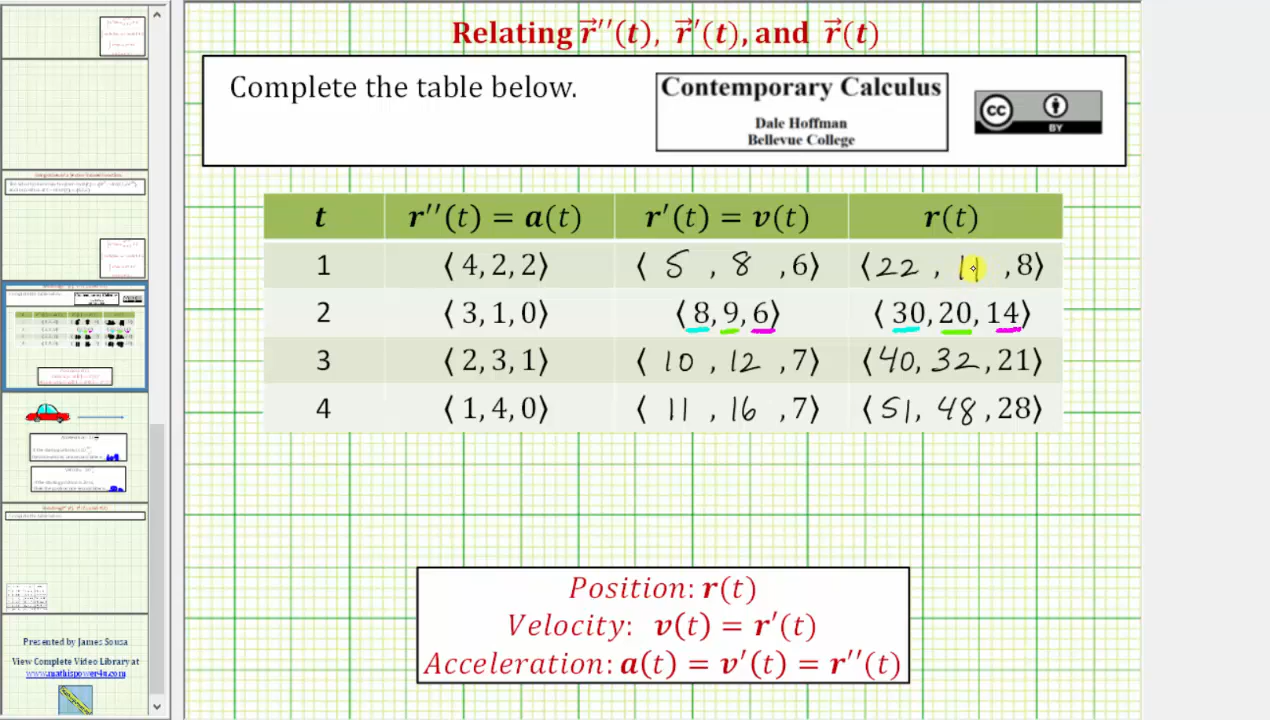 Relating r⃗''(t), r⃗'(t), and r⃗(t)
Complete the table below.
Contemporary Calculus
Dale Hoffman
Bellevue College
CC BY
t r''(t) = a(t) r'(t) = v(t) r(t)
1 ⟨4, 2, 2⟩ ⟨ 5 , 8 , 6⟩ ⟨22 , 11 , 8⟩
2 ⟨3, 1, 0⟩ ⟨8, 9, 6⟩ ⟨30, 20, 14⟩
3 ⟨2, 3, 1⟩ ⟨ 10 , 12 , 7⟩ ⟨40, 32, 21⟩
4 ⟨1, 4, 0⟩ ⟨ 11 , 16 , 7⟩ ⟨51, 48, 28⟩
Position: r(t)
Velocity: v(t) = r'(t)
Acceleration: a(t) = v'(t) = r''(t)
Presented by James Sousa
View Complete Video Library at
www.mathispower4u.com